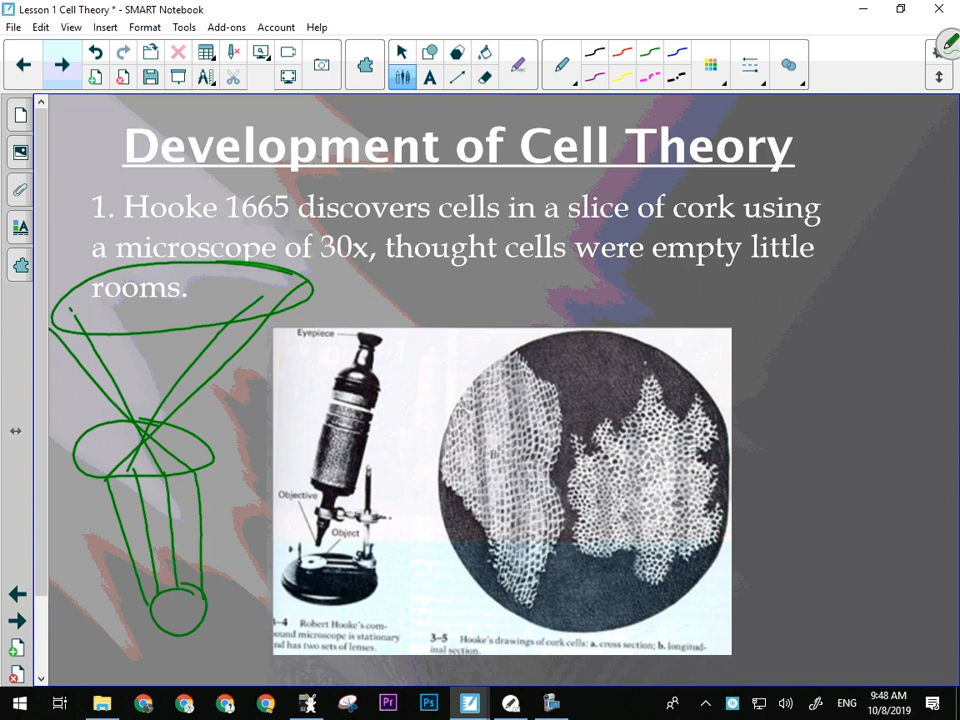 Lesson 1 Cell Theory * - SMART Notebook
File Edit View Insert Format Tools Add-ons Account Help
Development of Cell Theory
1. Hooke 1665 discovers cells in a slice of cork using
a microscope of 30x, thought cells were empty little
rooms.
Eyepiece
Objective
Object
3-4 Robert Hooke's com-
pound microscope is stationary
and has two sets of lenses.
3-5 Hooke's drawings of cork cells: a. cross section; b. longitud-
inal section.
Pr Ps ENG
9:48 AM
10/8/2019